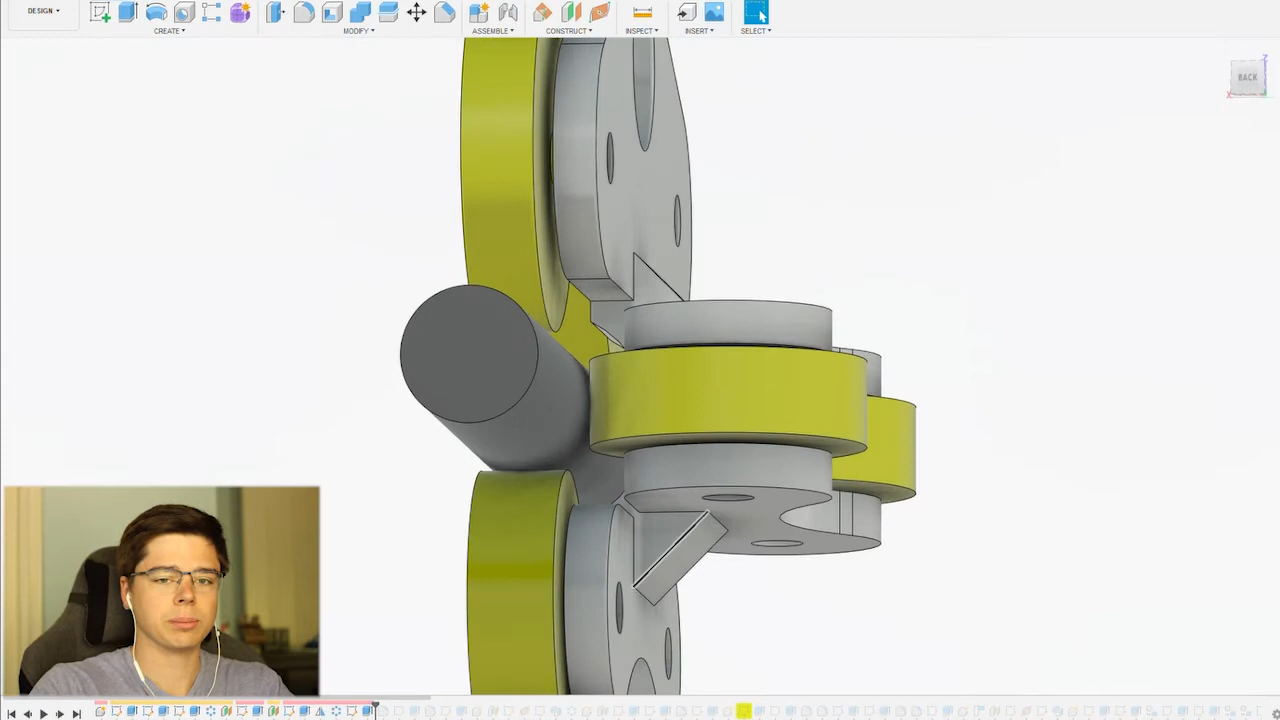 DESIGN ▾
CREATE ▾ MODIFY ▾ ASSEMBLE ▾ CONSTRUCT ▾ INSPECT ▾ INSERT ▾ SELECT ▾
Z
BACK
X